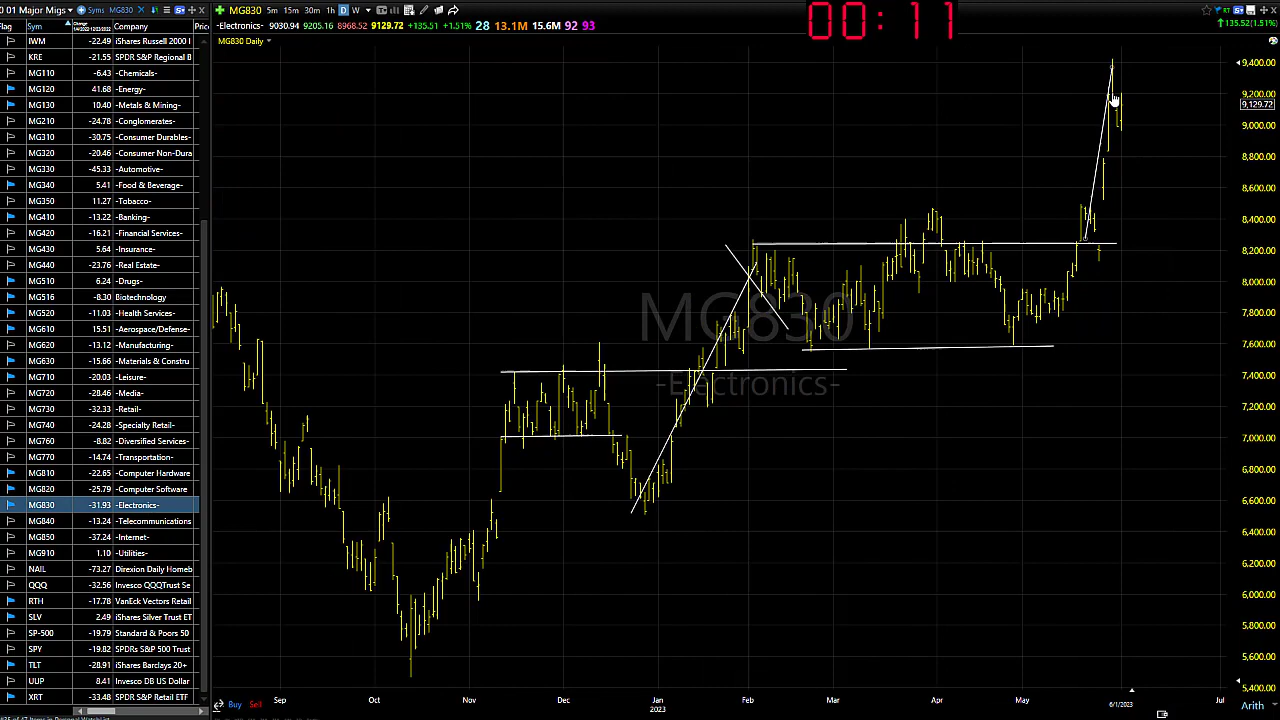 01 Major Migs
Syms MG830
Flag Sym Change 1/4/2022 12/23/2022 Company Price
IWM -22.49 iShares Russell 2000 I
KRE -21.55 SPDR S&P Regional B
MG110 -6.43 -Chemicals-
MG120 41.68 -Energy-
MG130 10.40 -Metals & Mining-
MG210 -24.78 -Conglomerates-
MG310 -30.75 -Consumer Durables-
MG320 -20.46 -Consumer Non-Dura
MG330 -45.33 -Automotive-
MG340 5.41 -Food & Beverage-
MG350 11.27 -Tobacco-
MG410 -13.22 -Banking-
MG420 -16.21 -Financial Services-
MG430 5.64 -Insurance-
MG440 -23.76 -Real Estate-
MG510 6.24 -Drugs-
MG516 -8.30 Biotechnology
MG520 -11.03 -Health Services-
MG610 15.51 -Aerospace/Defense-
MG620 -13.12 -Manufacturing-
MG630 -15.66 -Materials & Constru
MG710 -20.03 -Leisure-
MG720 -28.46 -Media-
MG730 -32.33 -Retail-
MG740 -24.28 -Specialty Retail-
MG760 -8.82 -Diversified Services-
MG770 -14.74 -Transportation-
MG810 -22.65 -Computer Hardware
MG820 -25.79 -Computer Software
MG830 -31.93 -Electronics-
MG840 -13.24 -Telecommunications
MG850 -37.24 -Internet-
MG910 1.10 -Utilities-
NAIL -73.27 Direxion Daily Homeb
QQQ -32.56 Invesco QQQTrust Se
RTH -17.78 VanEck Vectors Retail
SLV 2.49 iShares Silver Trust ET
SP-500 -19.79 Standard & Poors 50
SPY -19.82 SPDRs S&P 500 Trust
TLT -28.91 iShares Barclays 20+
UUP 8.41 Invesco DB US Dollar
XRT -33.48 SPDR S&P Retail ETF
MG830 5m 15m 30m 1h D W
-Electronics- 9030.94 9205.16 8968.52 9129.72 +135.51 +1.51% 28 13.1M 15.6M 92 93
MG830 Daily
00:11
RT
135.52(1.51%)
MG830
-Electronics-
9,400.00
9,200.00
9,129.72
9,000.00
8,800.00
8,600.00
8,400.00
8,200.00
8,000.00
7,800.00
7,600.00
7,400.00
7,200.00
7,000.00
6,800.00
6,600.00
6,400.00
6,200.00
6,000.00
5,800.00
5,600.00
5,400.00
Buy Sell
Sep Oct Nov Dec Jan Feb Mar Apr May Jul
2023 6/1/2023
Arith